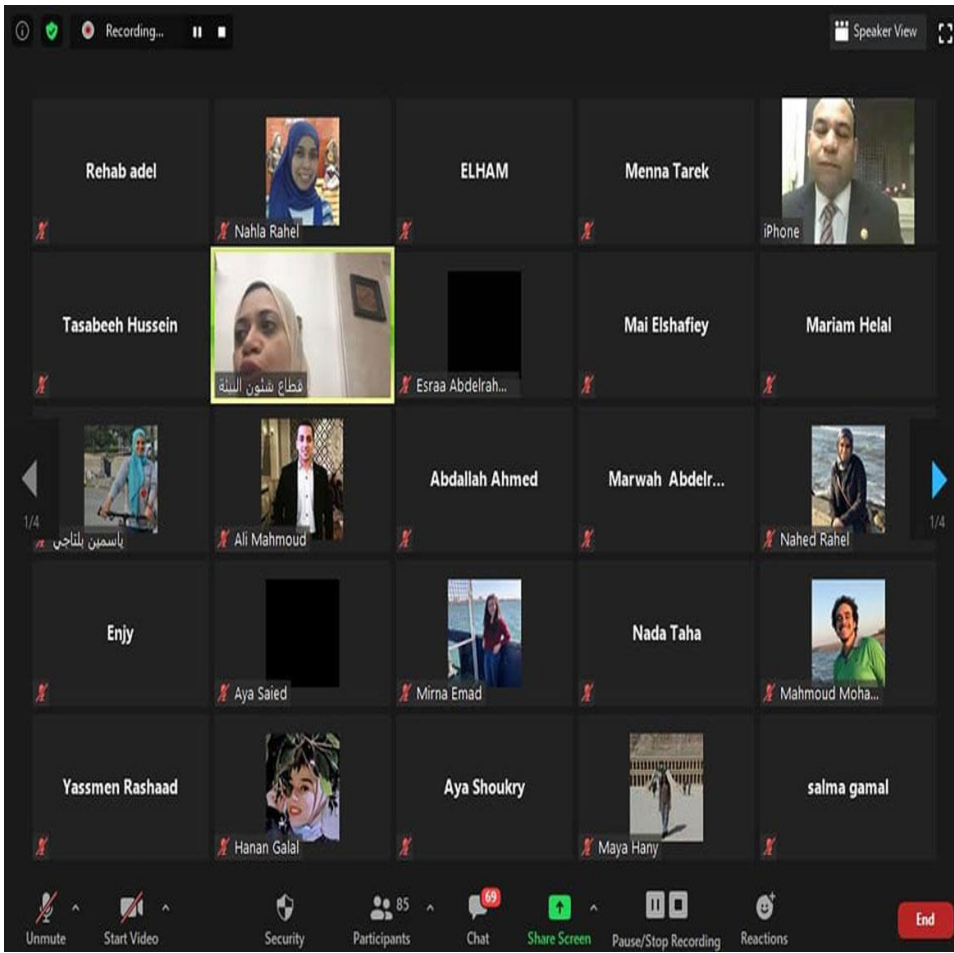 Recording...
Speaker View
Rehab adel
Nahla Rahel
ELHAM
Menna Tarek
iPhone
Tasabeeh Hussein
قطاع شئون البيئة
Esraa Abdelrah...
Mai Elshafiey
Mariam Helal
1/4
ياسمين بلتاجي
Ali Mahmoud
Abdallah Ahmed
Marwah Abdelr...
Nahed Rahel
1/4
Enjy
Aya Saied
Mirna Emad
Nada Taha
Mahmoud Moha...
Yassmen Rashaad
Hanan Galal
Aya Shoukry
Maya Hany
salma gamal
Unmute
Start Video
Security
85
Participants
69
Chat
Share Screen
Pause/Stop Recording
Reactions
End